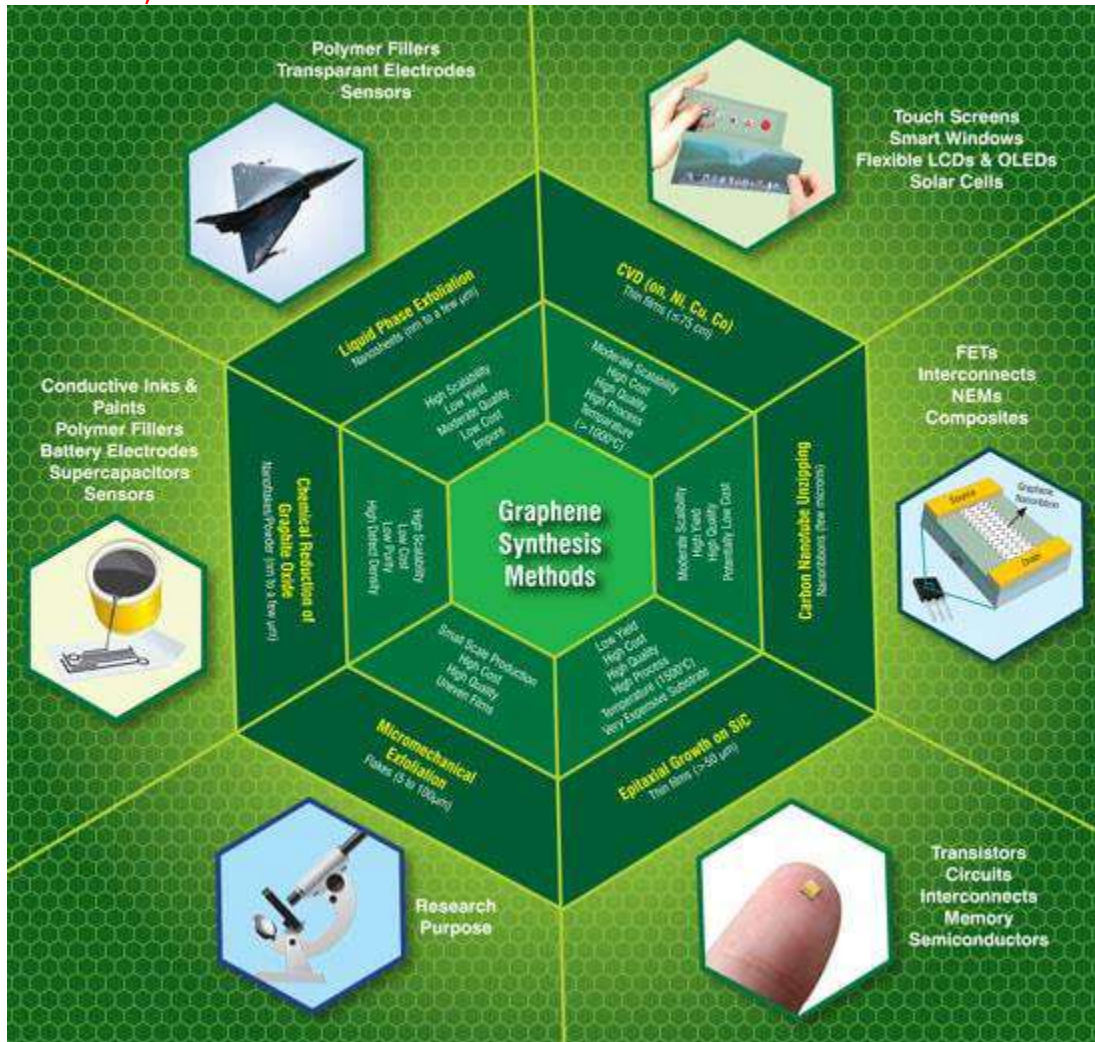 Polymer Fillers
Transparant Electrodes
Sensors
Touch Screens
Smart Windows
Flexible LCDs & OLEDs
Solar Cells
Liquid Phase Exfoliation
Nanosheets (nm to a few µm)
High Scalability
Low Yield
Moderate Quality
Low Cost
Impure
CVD (on, Ni, Cu, Co)
Thin films (≤75 cm)
Moderate Scalability
High Cost
High Quality
High Process
Temperature
(>1000°C)
FETs
Interconnects
NEMs
Composites
Source
Graphene
Nanoribbon
Drain
Carbon Nanotube Unzipping
Nanoribbons (few microns)
Moderate Scalability
High Yield
High Quality
Potentially Low Cost
Conductive Inks &
Paints
Polymer Fillers
Battery Electrodes
Supercapacitors
Sensors
Chemical Reduction of
Graphite Oxide
Nanoflakes/Powder (nm to a few µm)
High Scalability
Low Cost
Low Purity
High Defect Density
Graphene
Synthesis
Methods
Micromechanical
Exfoliation
Flakes (5 to 100µm)
Small Scale Production
High Cost
High Quality
Uneven Films
Epitaxial Growth on SiC
Thin films (>50 µm)
Low Yield
High Cost
High Quality
High Process
Temperature (1500°C)
Very Expensive Substrate
Research
Purpose
Transistors
Circuits
Interconnects
Memory
Semiconductors